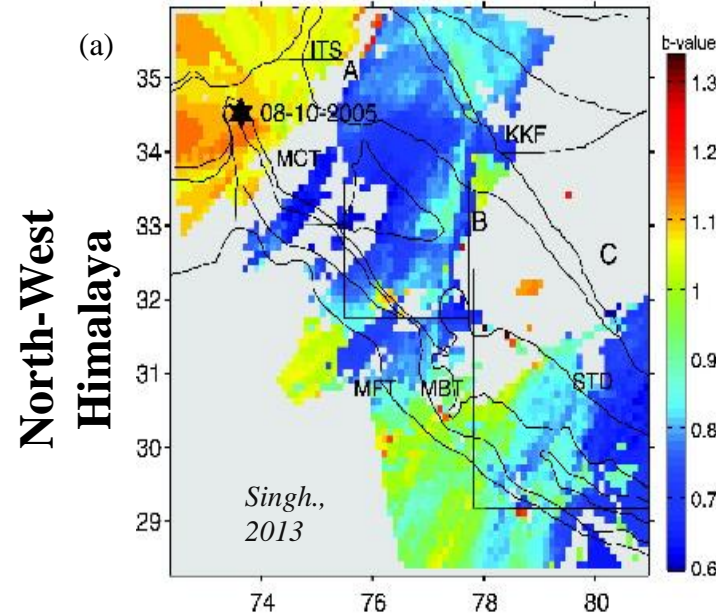 (a)
North-West
Himalaya
ITS
A
08-10-2005
MCT
KKF
B
C
MFT
MBT
STD
Singh.,
2013
35
34
33
32
31
30
29
74
76
78
80
b-value
1.3
1.2
1.1
1
0.9
0.8
0.7
0.6